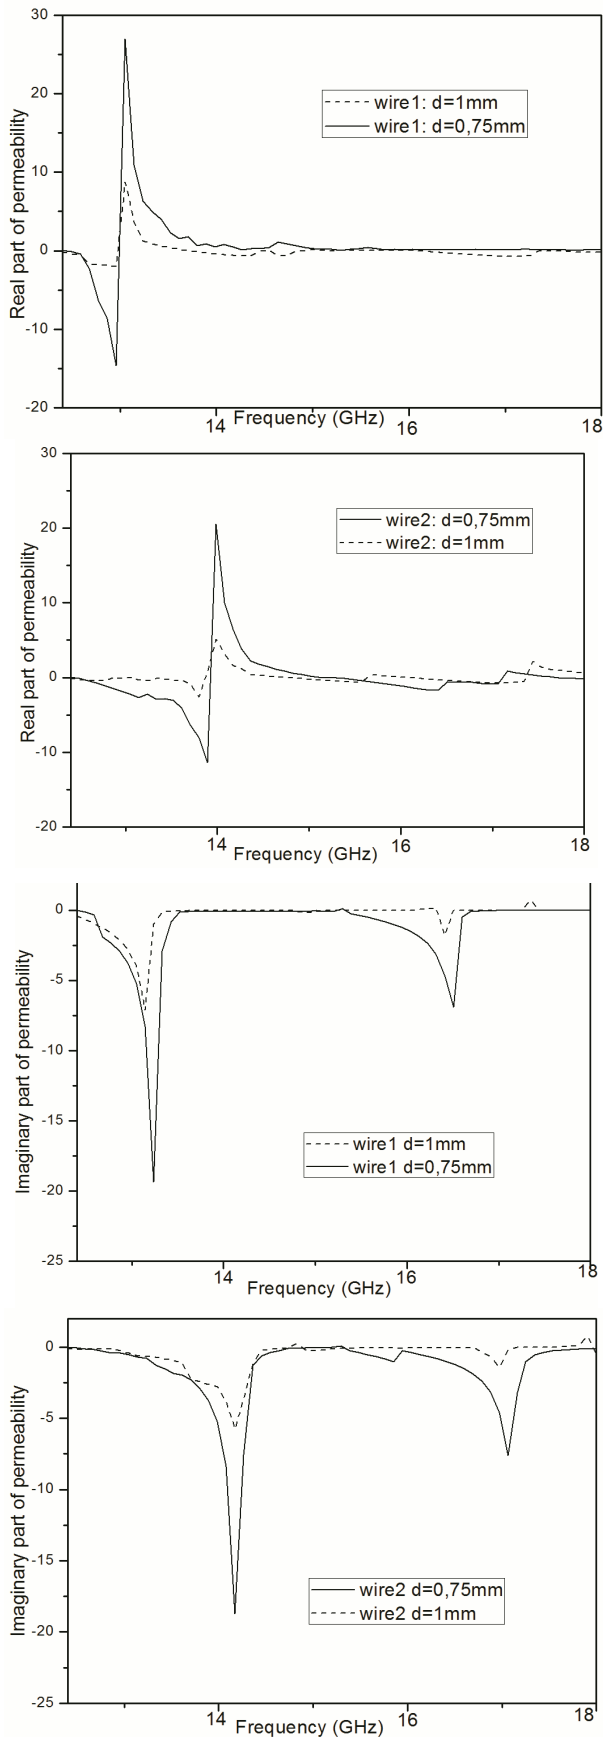 30
20
10
0
-10
-20
Real part of permeability
wire1: d=1mm
wire1: d=0,75mm
14
16
18
Frequency (GHz)
30
20
10
0
-10
-20
Real part of permeability
wire2: d=0,75mm
wire2: d=1mm
14
16
18
Frequency (GHz)
0
-5
-10
-15
-20
-25
Imaginary part of permeability
wire1 d=1mm
wire1 d=0,75mm
14
16
18
Frequency (GHz)
0
-5
-10
-15
-20
-25
Imaginary part of permeability
wire2 d=0,75mm
wire2 d=1mm
14
16
18
Frequency (GHz)